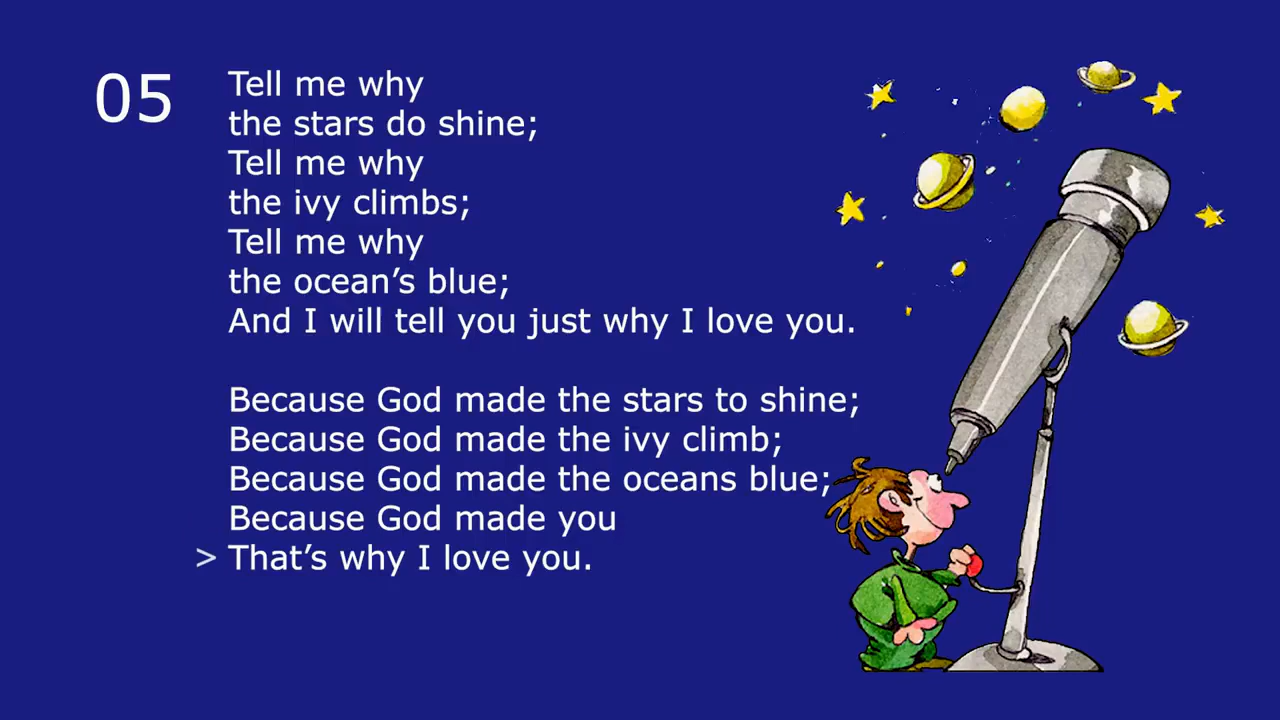 05
Tell me why
the stars do shine;
Tell me why
the ivy climbs;
Tell me why
the ocean’s blue;
And I will tell you just why I love you.
Because God made the stars to shine;
Because God made the ivy climb;
Because God made the oceans blue;
Because God made you
> That’s why I love you.